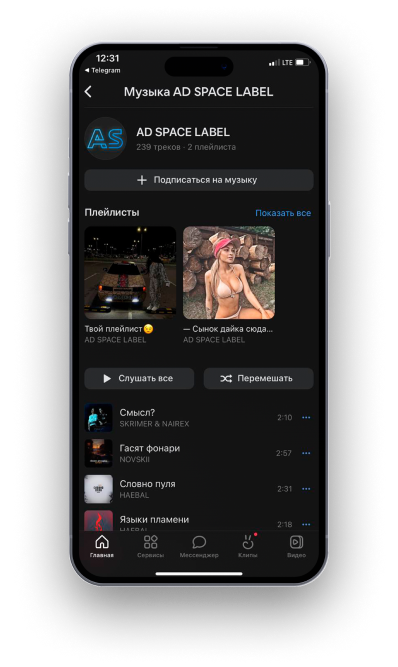 12:31
LTE
◀ Telegram
Музыка AD SPACE LABEL
AS
AD SPACE LABEL
239 треков · 2 плейлиста
+ Подписаться на музыку
Плейлисты
Показать все
Твой плейлист😉
AD SPACE LABEL
— Сынок дайка сюда...
AD SPACE LABEL
Слушать все
Перемешать
Смысл?
SKRIMER & NAIREX
2:10
Гасят фонари
NOVSKII
2:57
Словно пуля
HAEBAL
2:31
Языки пламени
HAEBAL
2:18
Главная
Сервисы
Мессенджер
Клипы
Видео